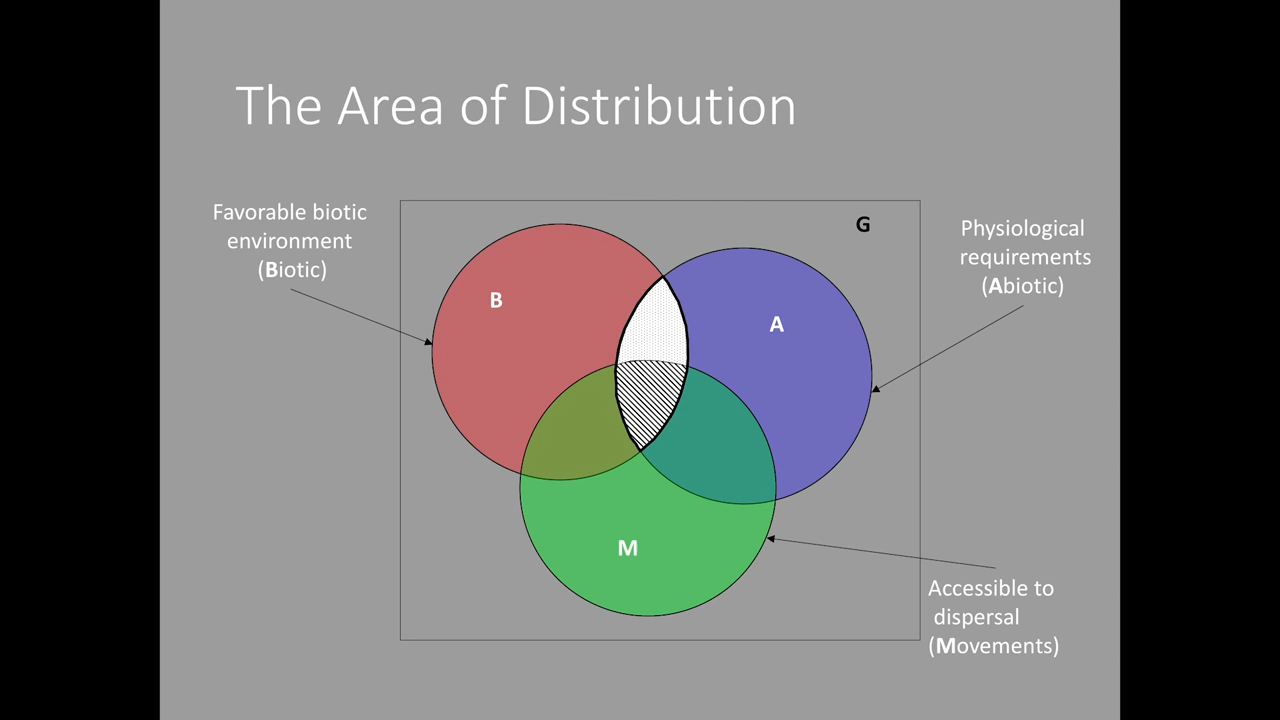 The Area of Distribution
Favorable biotic
environment
(Biotic)
G
Physiological
requirements
(Abiotic)
B
A
M
Accessible to
dispersal
(Movements)